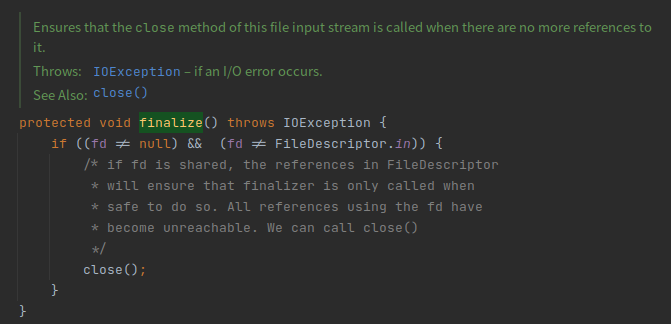 Ensures that the close method of this file input stream is called when there are no more references to
it.
Throws: IOException – if an I/O error occurs.
See Also: close()
protected void finalize() throws IOException {
if ((fd ≠ null) && (fd ≠ FileDescriptor.in)) {
/* if fd is shared, the references in FileDescriptor
* will ensure that finalizer is only called when
* safe to do so. All references using the fd have
* become unreachable. We can call close()
*/
close();
}
}